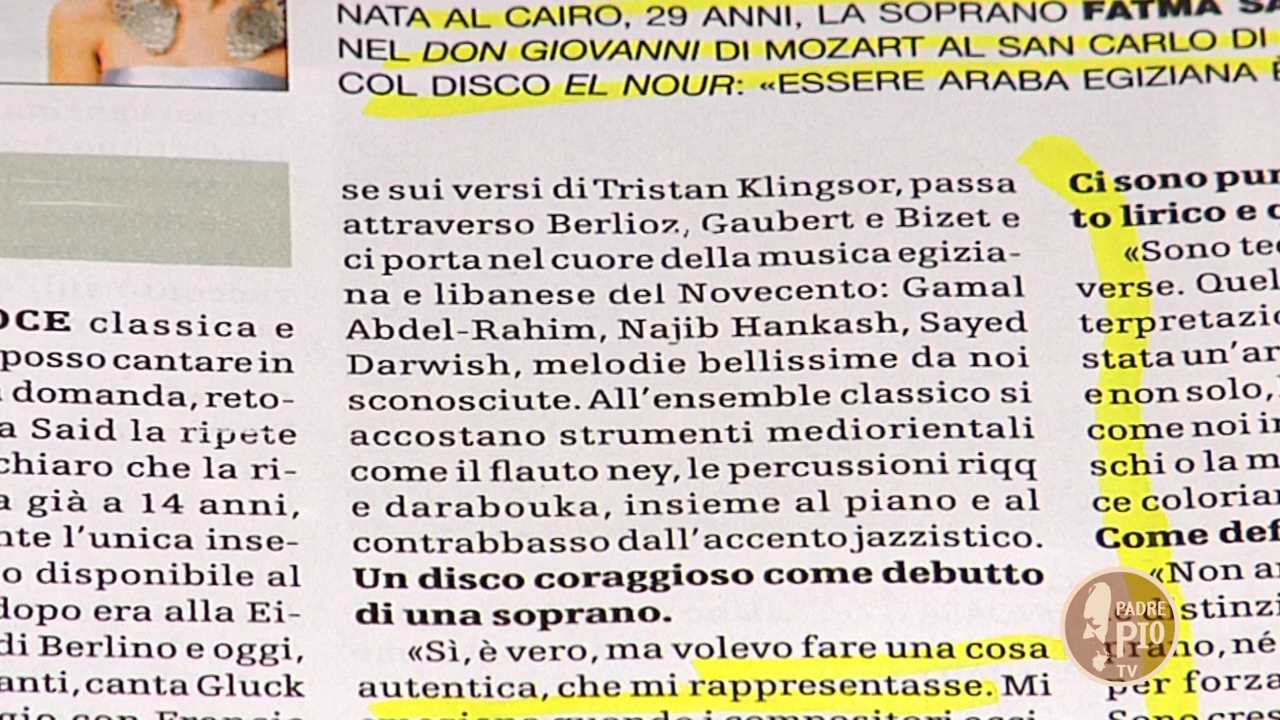 NATA AL CAIRO, 29 ANNI, LA SOPRANO FATMA SA
NEL DON GIOVANNI DI MOZART AL SAN CARLO DI
COL DISCO EL NOUR: «ESSERE ARABA EGIZIANA È
OCE classica e
posso cantare in
domanda, reto-
a Said la ripete
chiaro che la ri-
a già a 14 anni,
nte l'unica inse-
o disponibile al
dopo era alla Ei-
di Berlino e oggi,
anti, canta Gluck
se sui versi di Tristan Klingsor, passa
attraverso Berlioz, Gaubert e Bizet e
ci porta nel cuore della musica egizia-
na e libanese del Novecento: Gamal
Abdel-Rahim, Najib Hankash, Sayed
Darwish, melodie bellissime da noi
sconosciute. All'ensemble classico si
accostano strumenti mediorientali
come il flauto ney, le percussioni riqq
e darabouka, insieme al piano e al
contrabbasso dall'accento jazzistico.
Un disco coraggioso come debutto
di una soprano.
«Sì, è vero, ma volevo fare una cosa
autentica, che mi rappresentasse. Mi
Ci sono pun
to lirico e c
«Sono tec
verse. Quel
terpretazio
stata un'ar
e non solo,
come noi in
schi o la m
ce coloriar
Come def
«Non ar
stinzi
prano, né
per forza
PADRE
PIO
TV